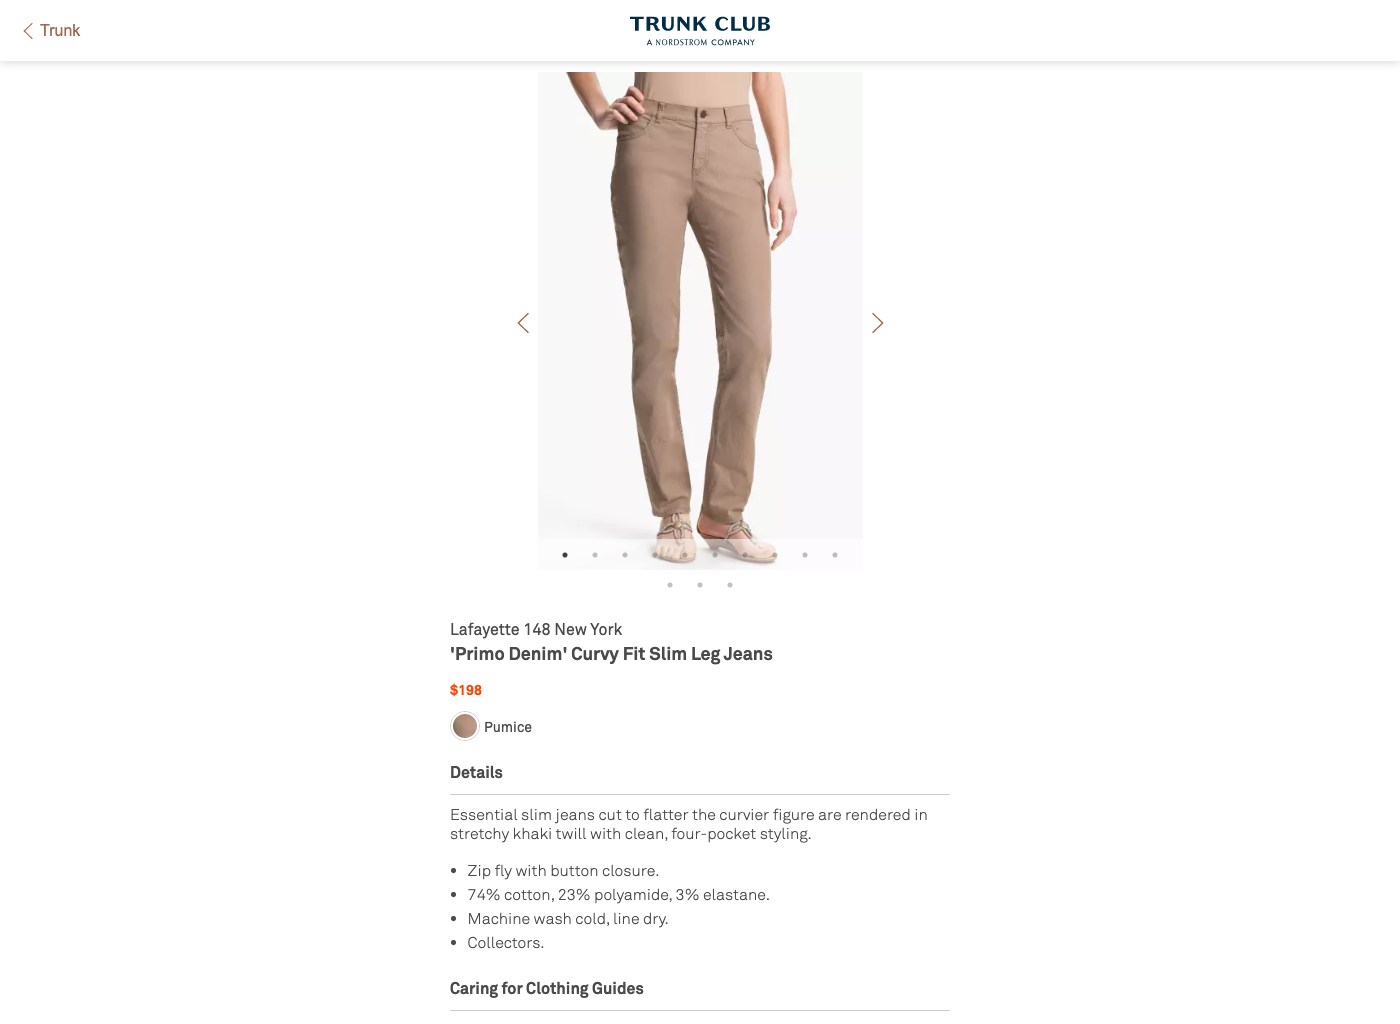 Trunk
TRUNK CLUB
A NORDSTROM COMPANY
Lafayette 148 New York
'Primo Denim' Curvy Fit Slim Leg Jeans
$198
Pumice
Details
Essential slim jeans cut to flatter the curvier figure are rendered in
stretchy khaki twill with clean, four-pocket styling.
Zip fly with button closure.
74% cotton, 23% polyamide, 3% elastane.
Machine wash cold, line dry.
Collectors.
Caring for Clothing Guides